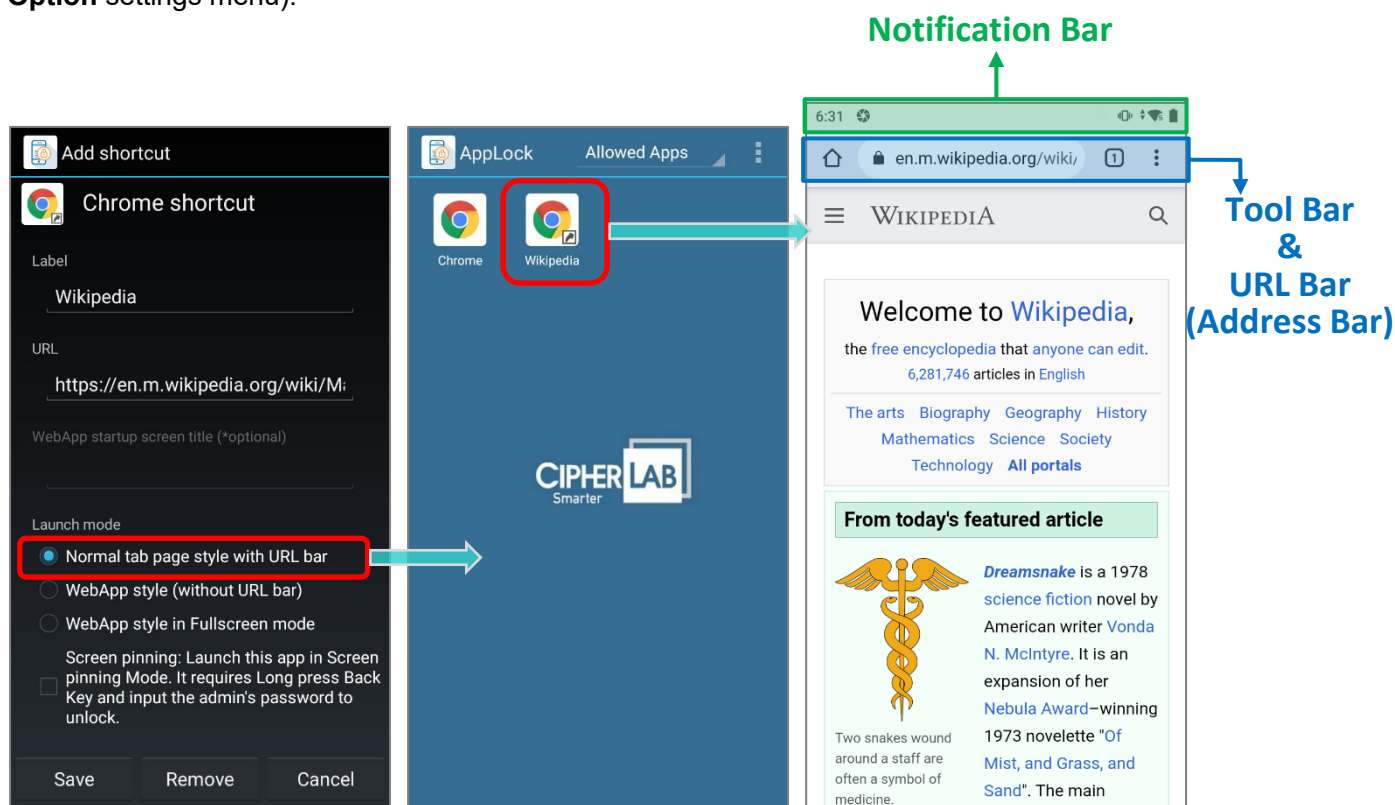 Option settings menu).
Notification Bar
Add shortcut
Chrome shortcut
Label
Wikipedia
URL
https://en.m.wikipedia.org/wiki/Ma
WebApp startup screen title (*optional)
Launch mode
Normal tab page style with URL bar
WebApp style (without URL bar)
WebApp style in Fullscreen mode
Screen pinning: Launch this app in Screen
pinning Mode. It requires Long press Back
Key and input the admin's password to
unlock.
Save Remove Cancel
AppLock Allowed Apps
Chrome Wikipedia
CIPHERLAB
Smarter
6:31
en.m.wikipedia.org/wiki/ 1
WIKIPEDIA
Welcome to Wikipedia,
the free encyclopedia that anyone can edit.
6,281,746 articles in English
The arts Biography Geography History
Mathematics Science Society
Technology All portals
From today's featured article
Two snakes wound
around a staff are
often a symbol of
medicine.
Dreamsnake is a 1978
science fiction novel by
American writer Vonda
N. McIntyre. It is an
expansion of her
Nebula Award–winning
1973 novelette "Of
Mist, and Grass, and
Sand". The main
Tool Bar
&
URL Bar
(Address Bar)